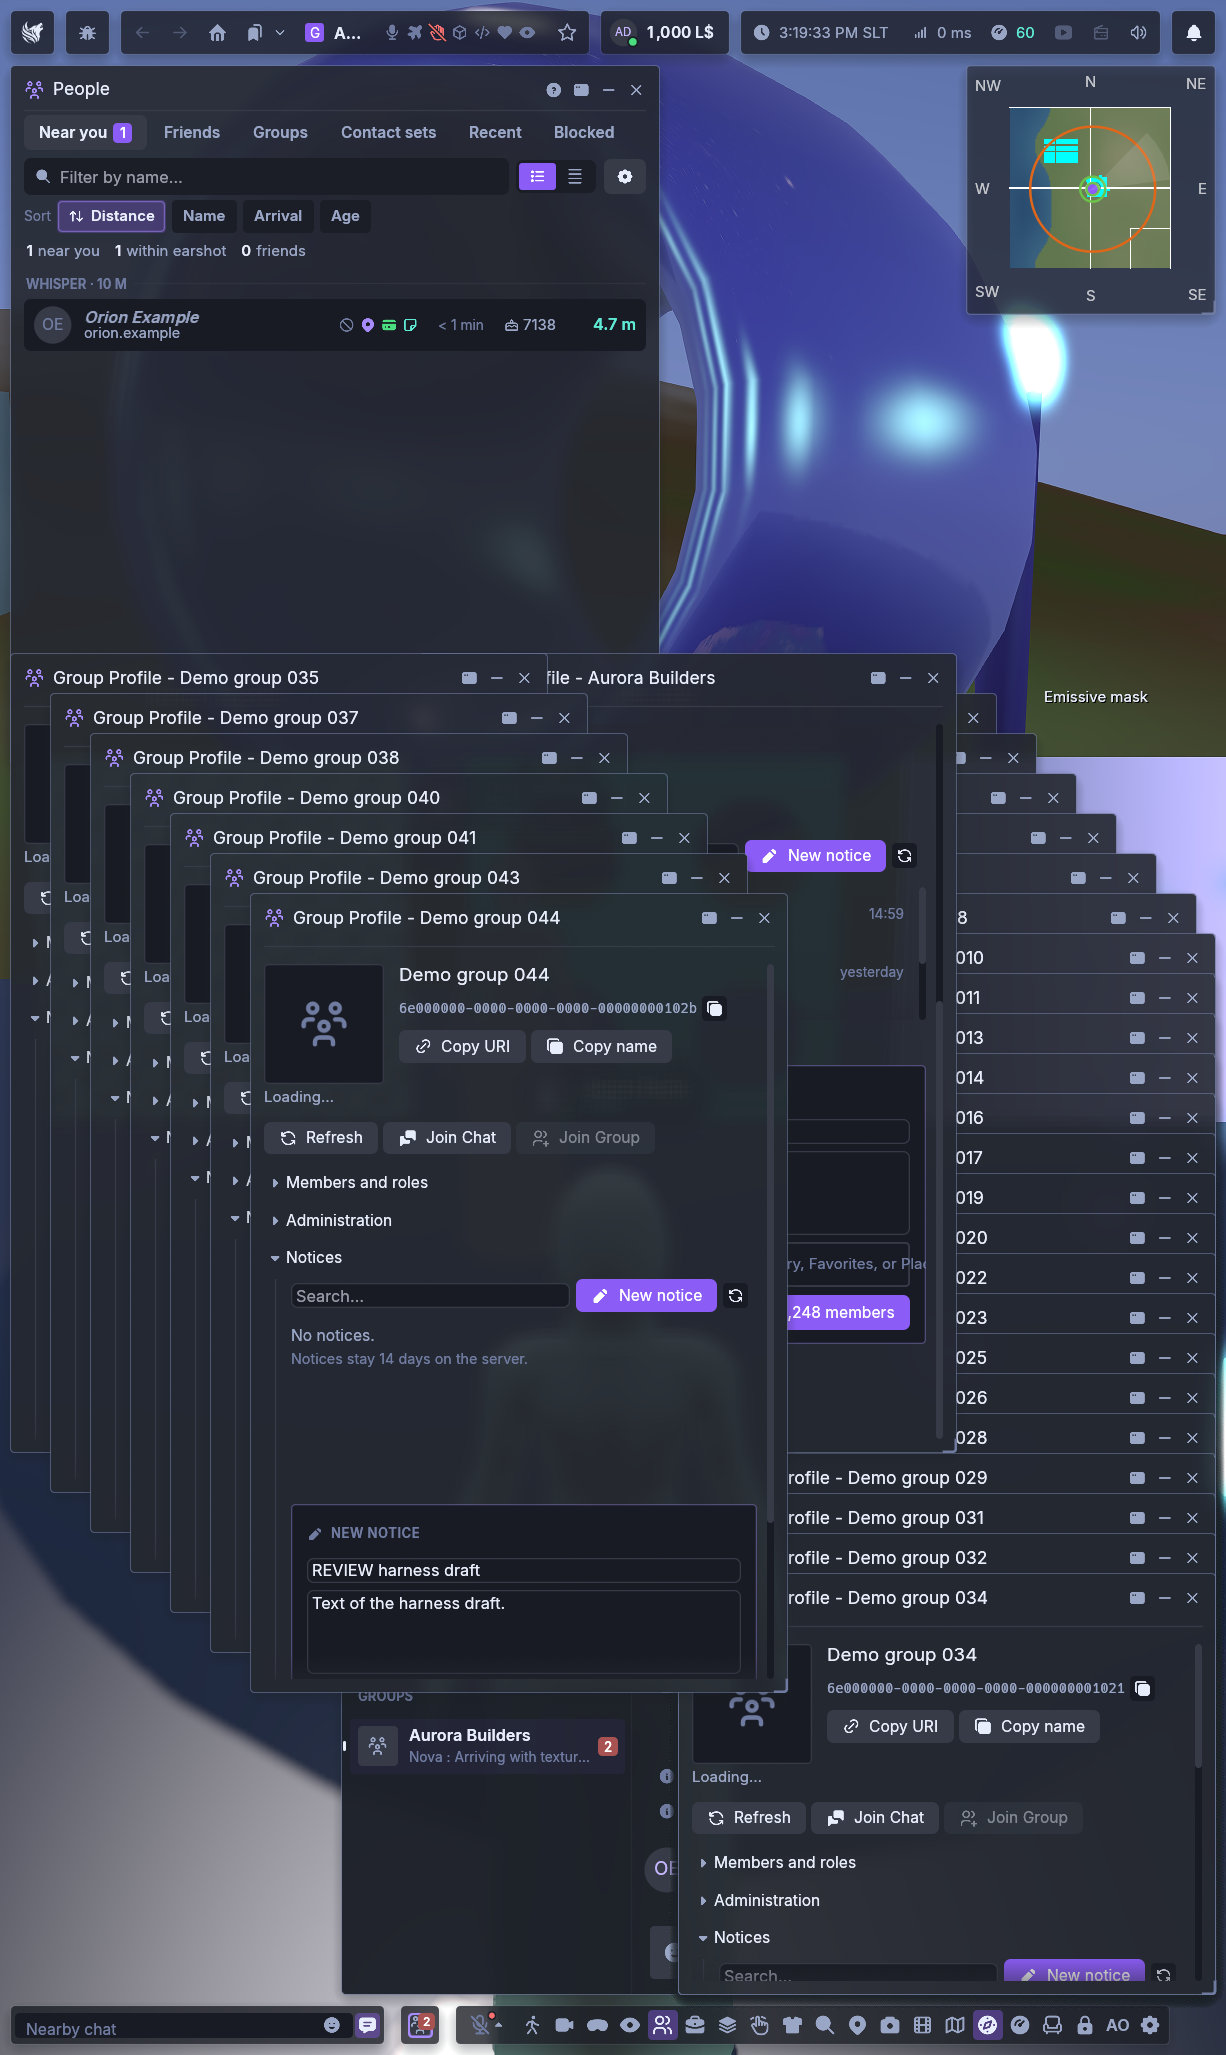 G A...
AD 1,000 L$
3:19:33 PM SLT
0 ms
60
People
Near you 1
Friends
Groups
Contact sets
Recent
Blocked
Filter by name...
Sort
Distance
Name
Arrival
Age
1 near you 1 within earshot 0 friends
WHISPER · 10 M
OE
Orion Example
orion.example
< 1 min
7138
4.7 m
NW
N
NE
W
E
SW
S
SE
Emissive mask
Group Profile - Demo group 035
file - Aurora Builders
Group Profile - Demo group 037
Group Profile - Demo group 038
Group Profile - Demo group 040
Group Profile - Demo group 041
New notice
Group Profile - Demo group 043
14:59
Group Profile - Demo group 044
8
yesterday
010
011
013
014
016
017
019
020
022
023
025
026
028
Loa
Loa
Loa
Loa
Loa
Loa
Demo group 044
6e000000-0000-0000-0000-00000000102b
Copy URI
Copy name
Loading...
Refresh
Join Chat
Join Group
Members and roles
Administration
Notices
Search...
New notice
No notices.
Notices stay 14 days on the server.
ry, Favorites, or Plac
,248 members
rofile - Demo group 029
rofile - Demo group 031
rofile - Demo group 032
rofile - Demo group 034
NEW NOTICE
REVIEW harness draft
Text of the harness draft.
Demo group 034
6e000000-0000-0000-0000-000000001021
Copy URI
Copy name
Loading...
Refresh
Join Chat
Join Group
Members and roles
Administration
Notices
Search...
New notice
GROUPS
Aurora Builders
Nova : Arriving with textur...
2
OE
Nearby chat
2
AO